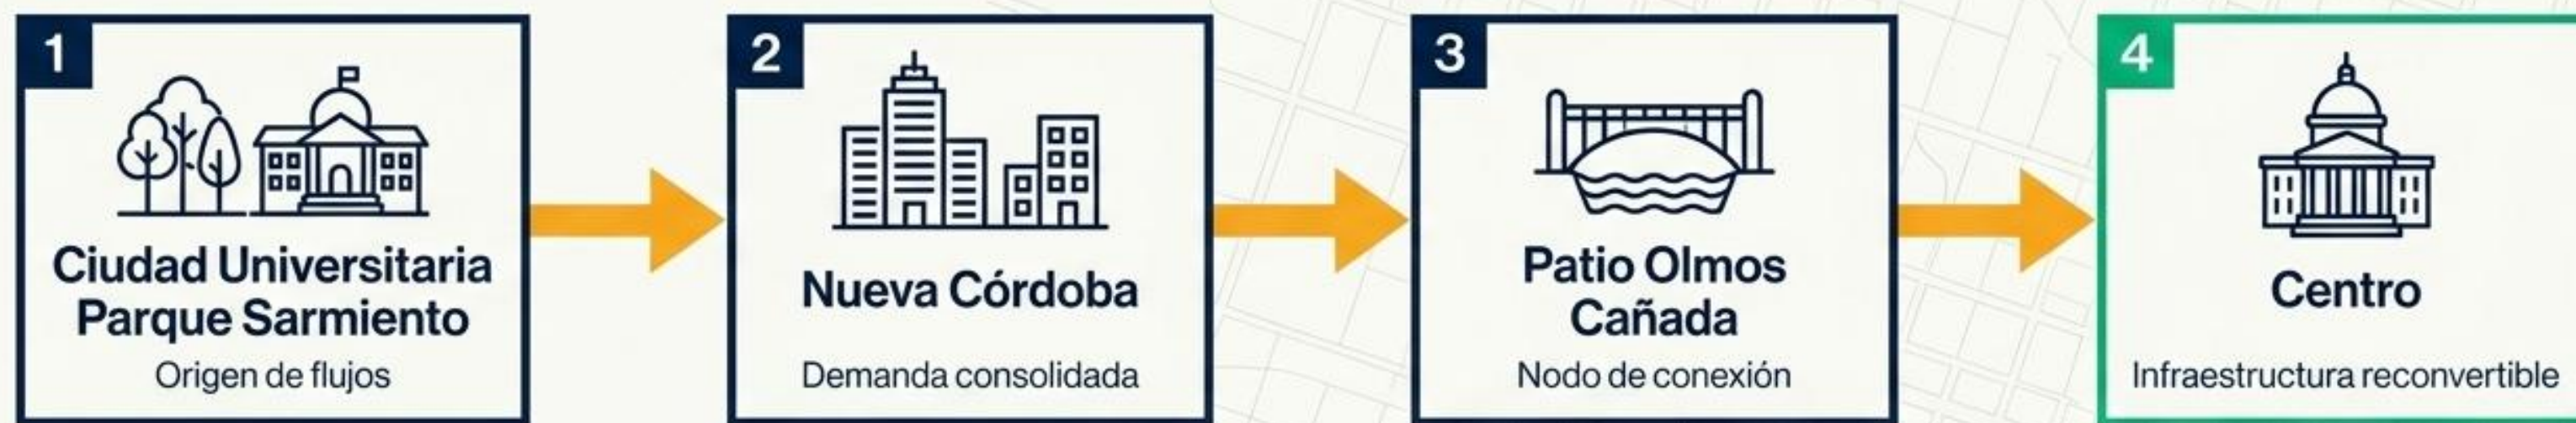 1
Ciudad Universitaria
Parque Sarmiento
Origen de flujos
2
Nueva Córdoba
Demanda consolidada
3
Patio Olmos
Cañada
Nodo de conexión
4
Centro
Infraestructura reconvertible